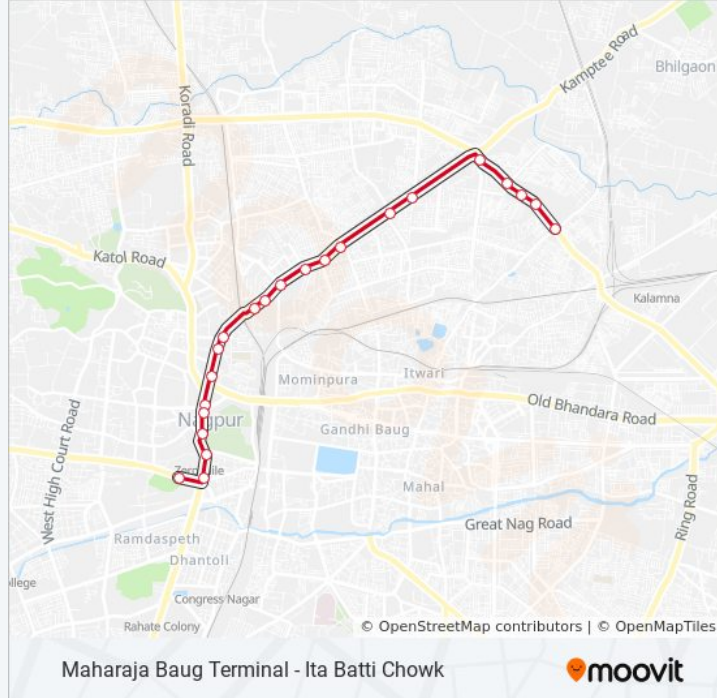 Kamptee Road
Bhilgaon
Koradi Road
Katol Road
Kalamna
Mominpura
Itwari
Old Bhandara Road
West High Court Road
Nagpur
Gandhi Baug
Mahal
Ring Road
Great Nag Road
Ramdaspeth
Dhantoli
Congress Nagar
Rahate Colony
© OpenStreetMap contributors | © OpenMapTiles
Maharaja Baug Terminal - Ita Batti Chowk
moovit